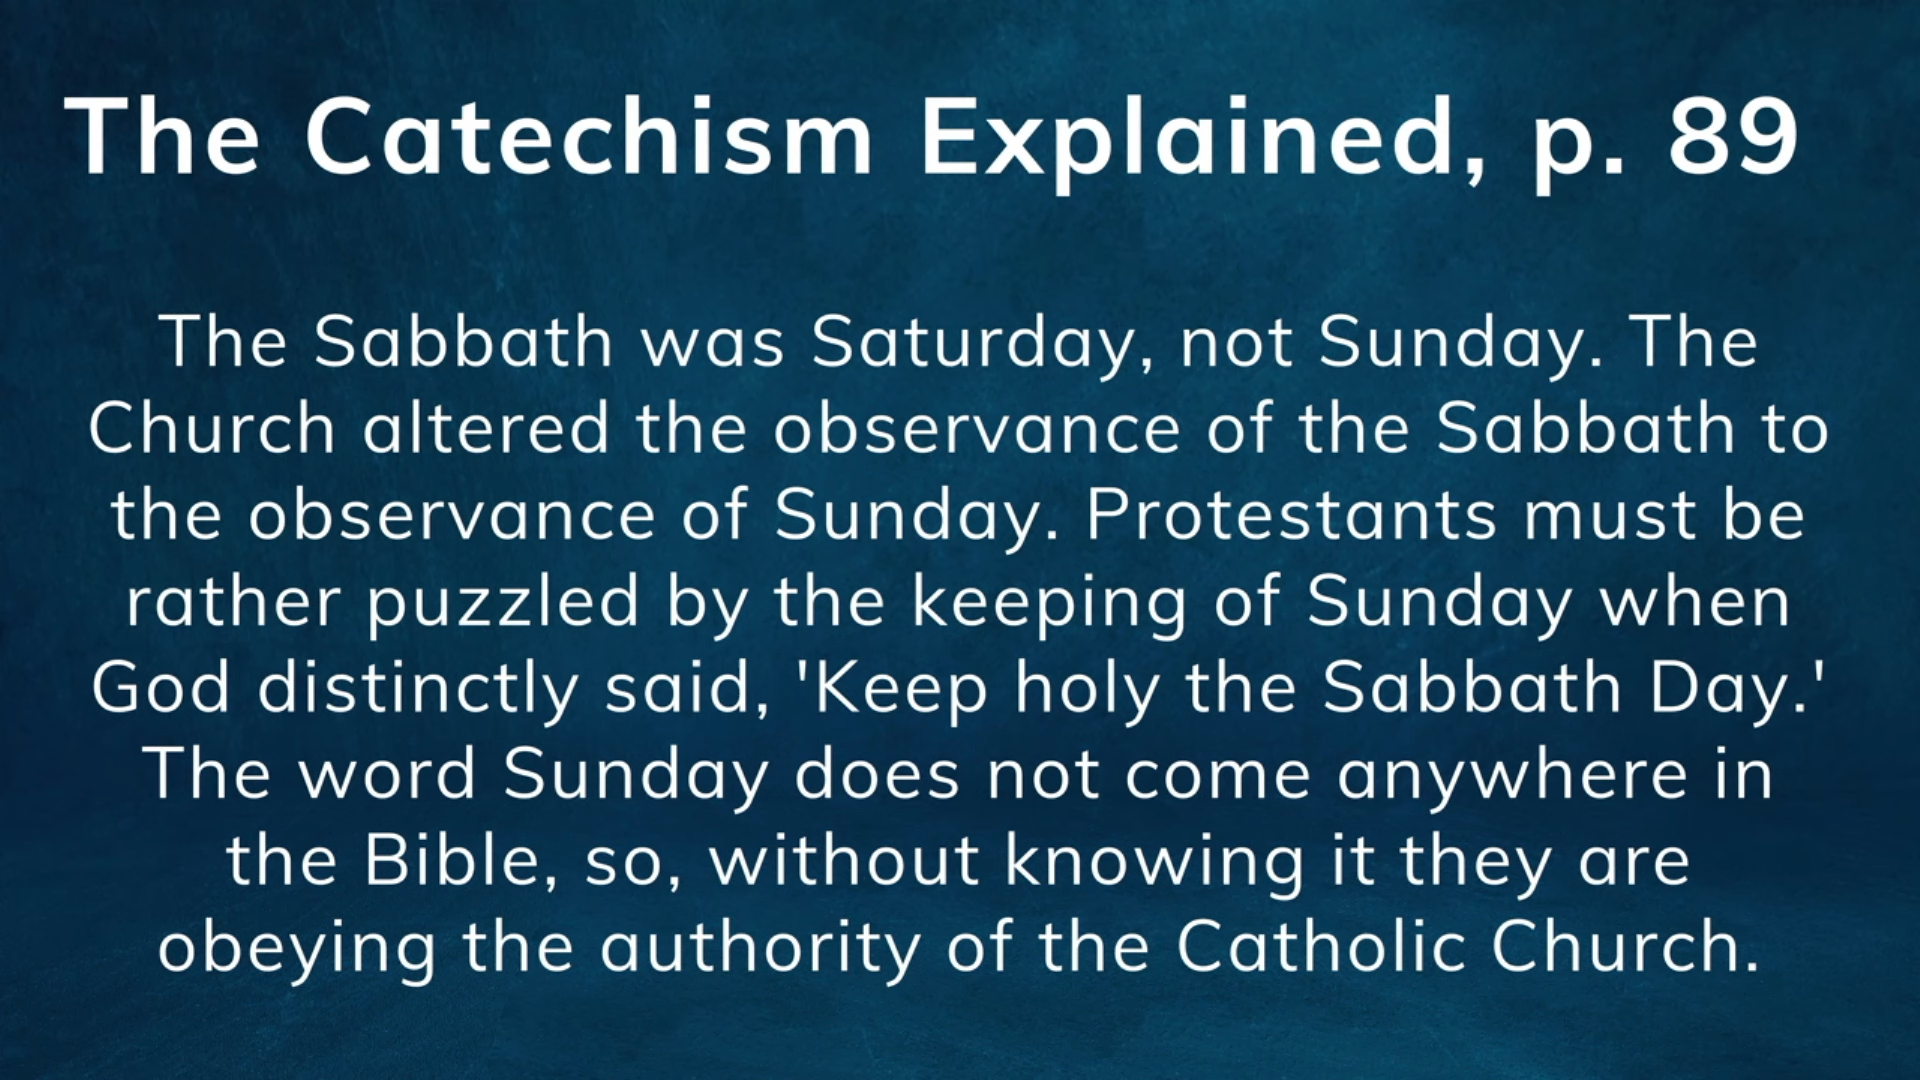 The Catechism Explained, p. 89
The Sabbath was Saturday, not Sunday. The
Church altered the observance of the Sabbath to
the observance of Sunday. Protestants must be
rather puzzled by the keeping of Sunday when
God distinctly said, 'Keep holy the Sabbath Day.'
The word Sunday does not come anywhere in
the Bible, so, without knowing it they are
obeying the authority of the Catholic Church.